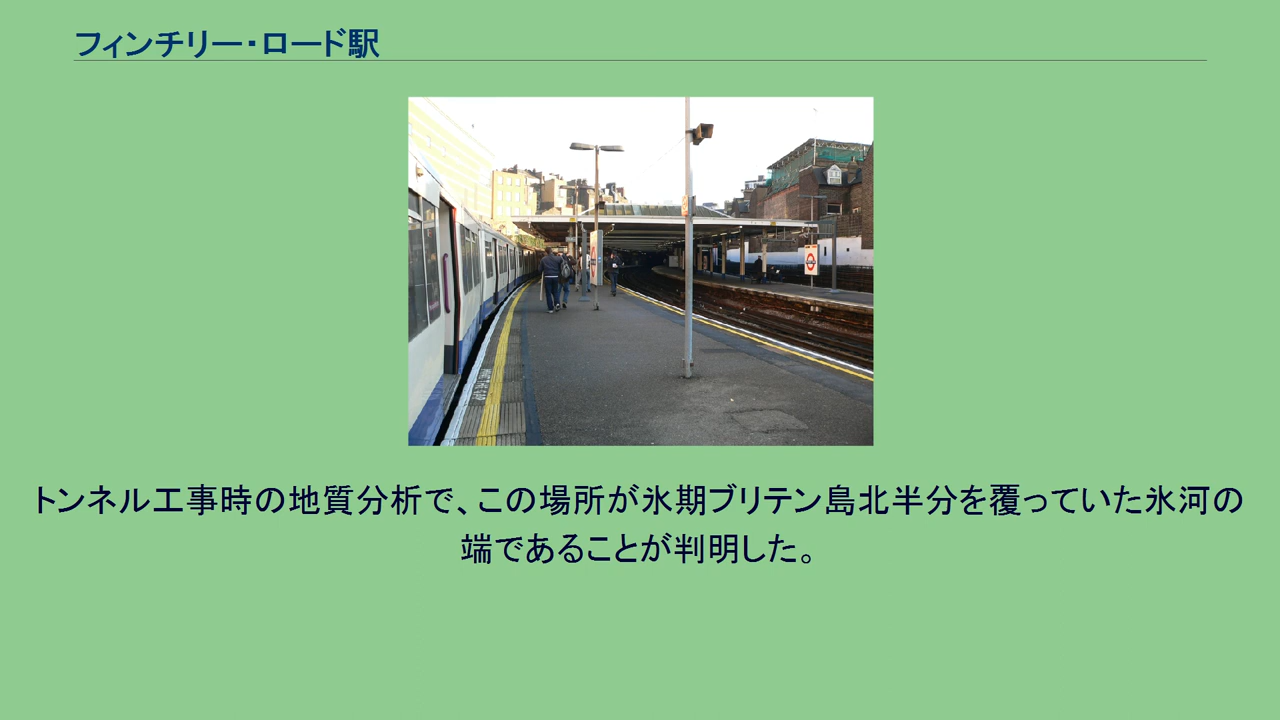 フィンチリー・ロード駅
トンネル工事時の地質分析で、この場所が氷期ブリテン島北半分を覆っていた氷河の
端であることが判明した。